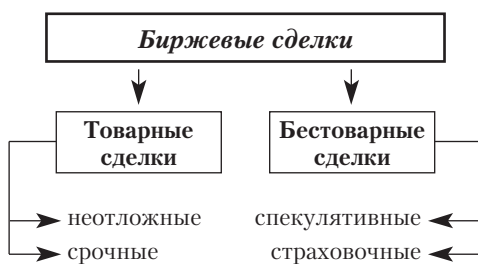 Биржевые сделки
Товарные
сделки
Бестоварные
сделки
неотложные
срочные
спекулятивные
страховочные